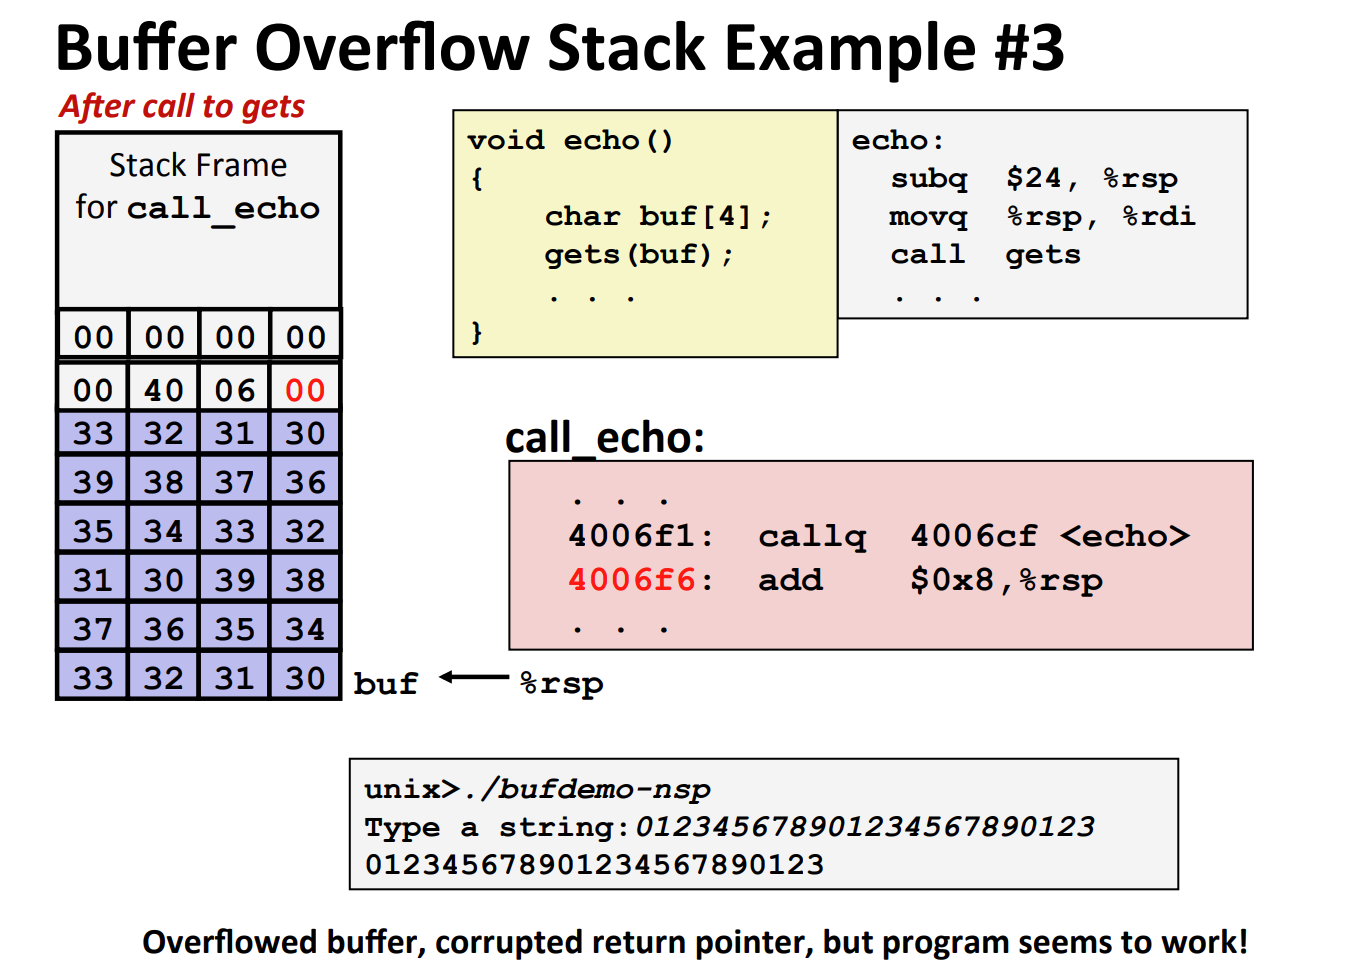 Buffer Overflow Stack Example #3
After call to gets
Stack Frame
for call_echo
00 00 00 00
00 40 06 00
33 32 31 30
39 38 37 36
35 34 33 32
31 30 39 38
37 36 35 34
33 32 31 30
buf
%rsp
void echo()
{
char buf[4];
gets(buf);
. . .
}
echo:
subq $24, %rsp
movq %rsp, %rdi
call gets
. . .
call_echo:
. . .
4006f1: callq 4006cf <echo>
4006f6: add $0x8,%rsp
. . .
unix>./bufdemo-nsp
Type a string:012345678901234567890123
012345678901234567890123
Overflowed buffer, corrupted return pointer, but program seems to work!